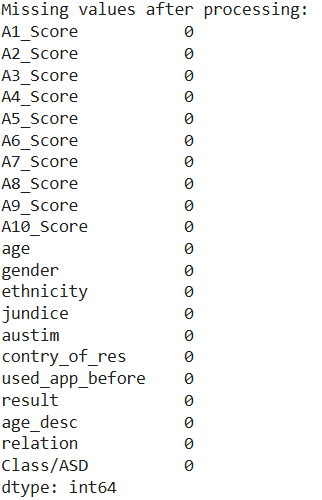 Missing values after processing:
A1_Score 0
A2_Score 0
A3_Score 0
A4_Score 0
A5_Score 0
A6_Score 0
A7_Score 0
A8_Score 0
A9_Score 0
A10_Score 0
age 0
gender 0
ethnicity 0
jundice 0
austim 0
contry_of_res 0
used_app_before 0
result 0
age_desc 0
relation 0
Class/ASD 0
dtype: int64